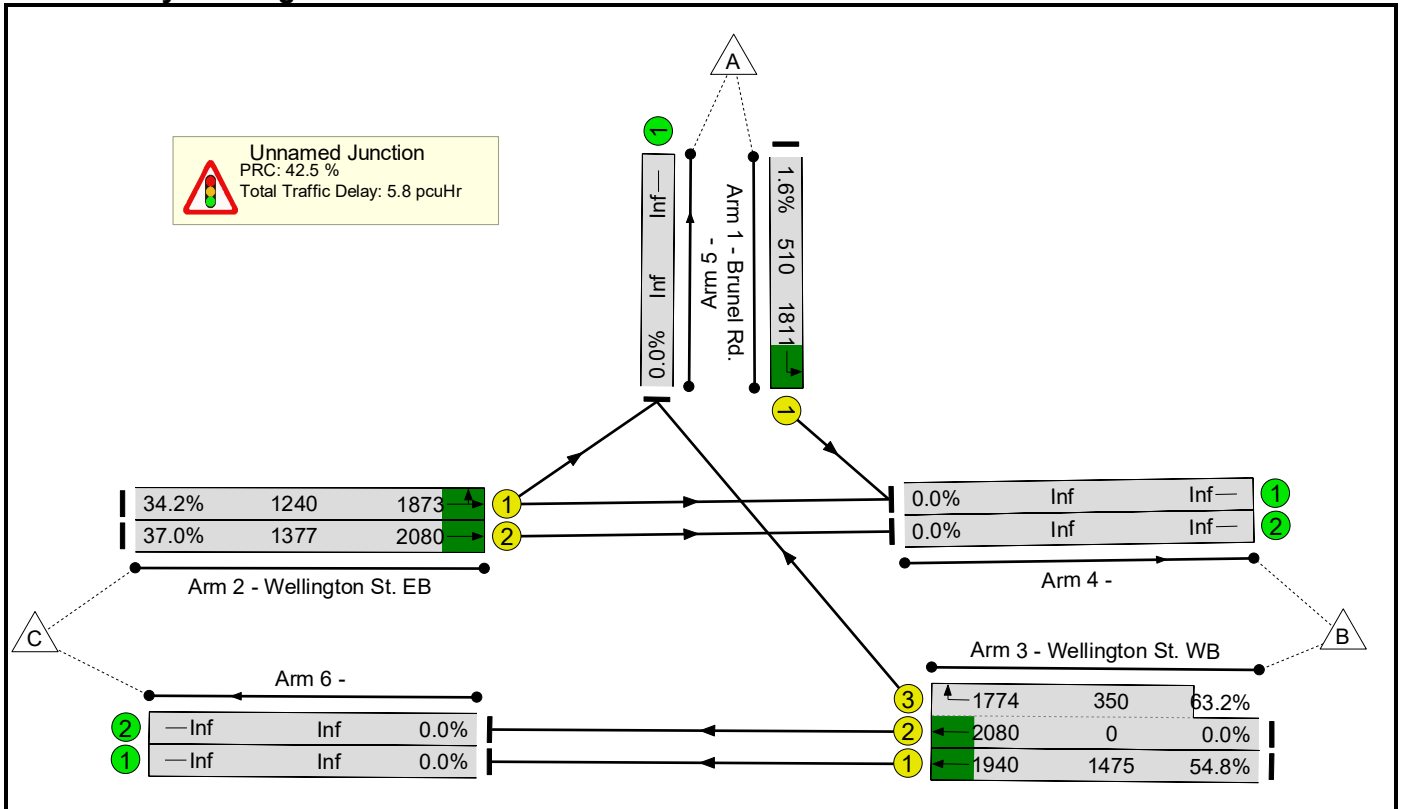 A
Unnamed Junction
PRC: 42.5 %
Total Traffic Delay: 5.8 pcuHr
1
0.0% Inf Inf
Arm 5 -
Arm 1 - Brunel Rd.
1.6% 510 1811
1
34.2% 1240 1873
1
37.0% 1377 2080
2
Arm 2 - Wellington St. EB
0.0% Inf Inf
1
0.0% Inf Inf
2
Arm 4 -
C
B
Arm 3 - Wellington St. WB
Arm 6 -
3
1774 350 63.2%
2
Inf Inf 0.0%
2
2080 0 0.0%
1
Inf Inf 0.0%
1
1940 1475 54.8%